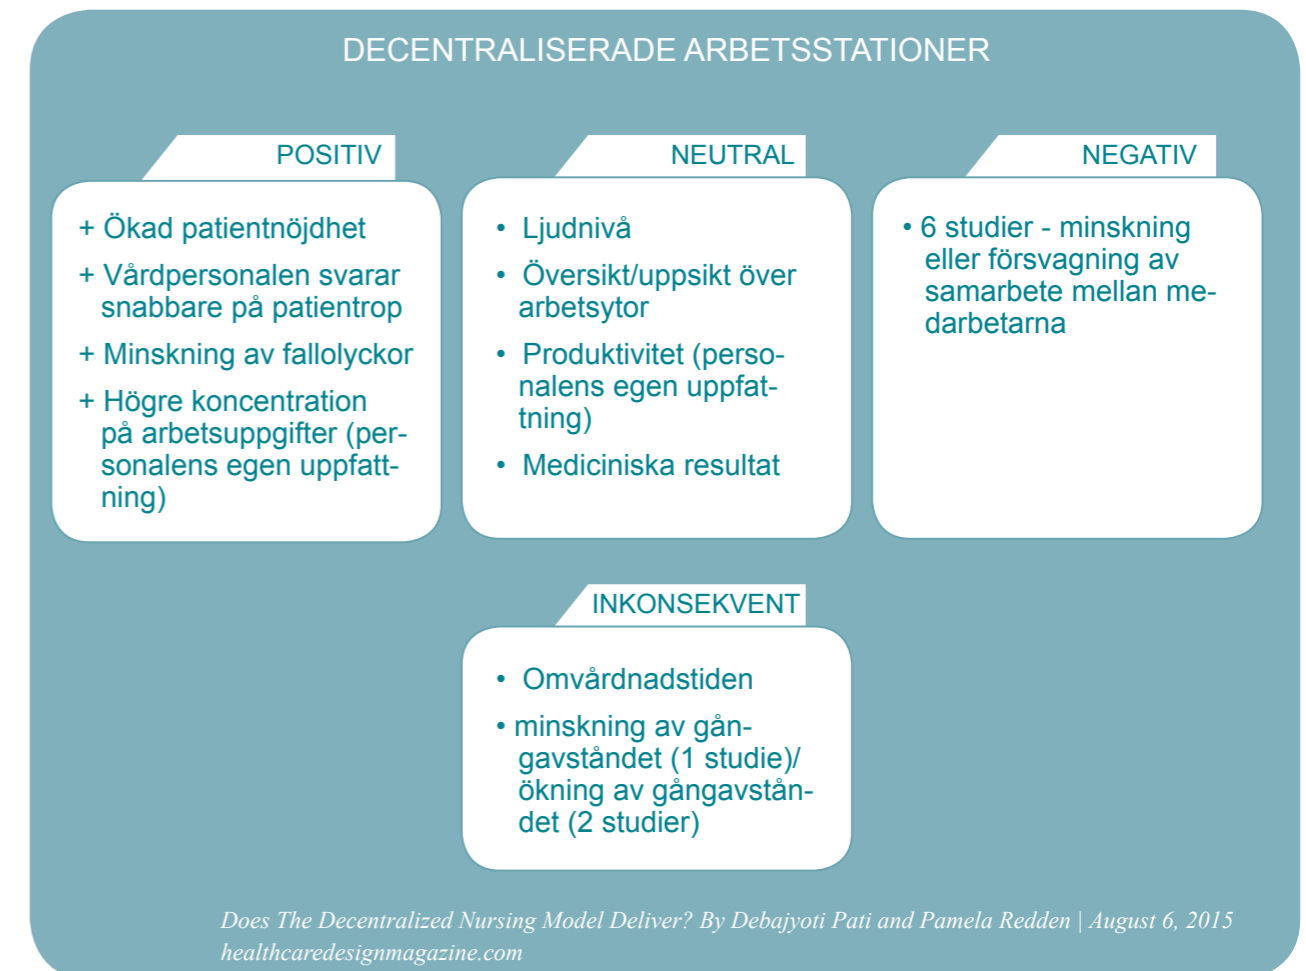 DECENTRALISERADE ARBETSSTATIONER
POSITIV
+ Ökad patientnöjdhet
+ Vårdpersonalen svarar
snabbare på patientrop
+ Minskning av fallolyckor
+ Högre koncentration
på arbetsuppgifter (per-
sonalens egen uppfatt-
ning)
NEUTRAL
• Ljudnivå
• Översikt/uppsikt över
arbetsytor
• Produktivitet (perso-
nalens egen uppfat-
tning)
• Mediciniska resultat
NEGATIV
• 6 studier - minskning
eller försvagning av
samarbete mellan me-
darbetarna
INKONSEKVENT
• Omvårdnadstiden
• minskning av gån-
gavståndet (1 studie)/
ökning av gångavstån-
det (2 studier)
Does The Decentralized Nursing Model Deliver? By Debajyoti Pati and Pamela Redden | August 6, 2015
healthcaredesignmagazine.com